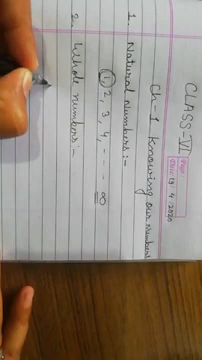 CLASS-VI
Page:
Date: 13-4-2020
Ch-1 Knowing our Numbers
1. Natural numbers:-
1, 2, 3, 4, - - - - ∞
2. Whole numbers:-